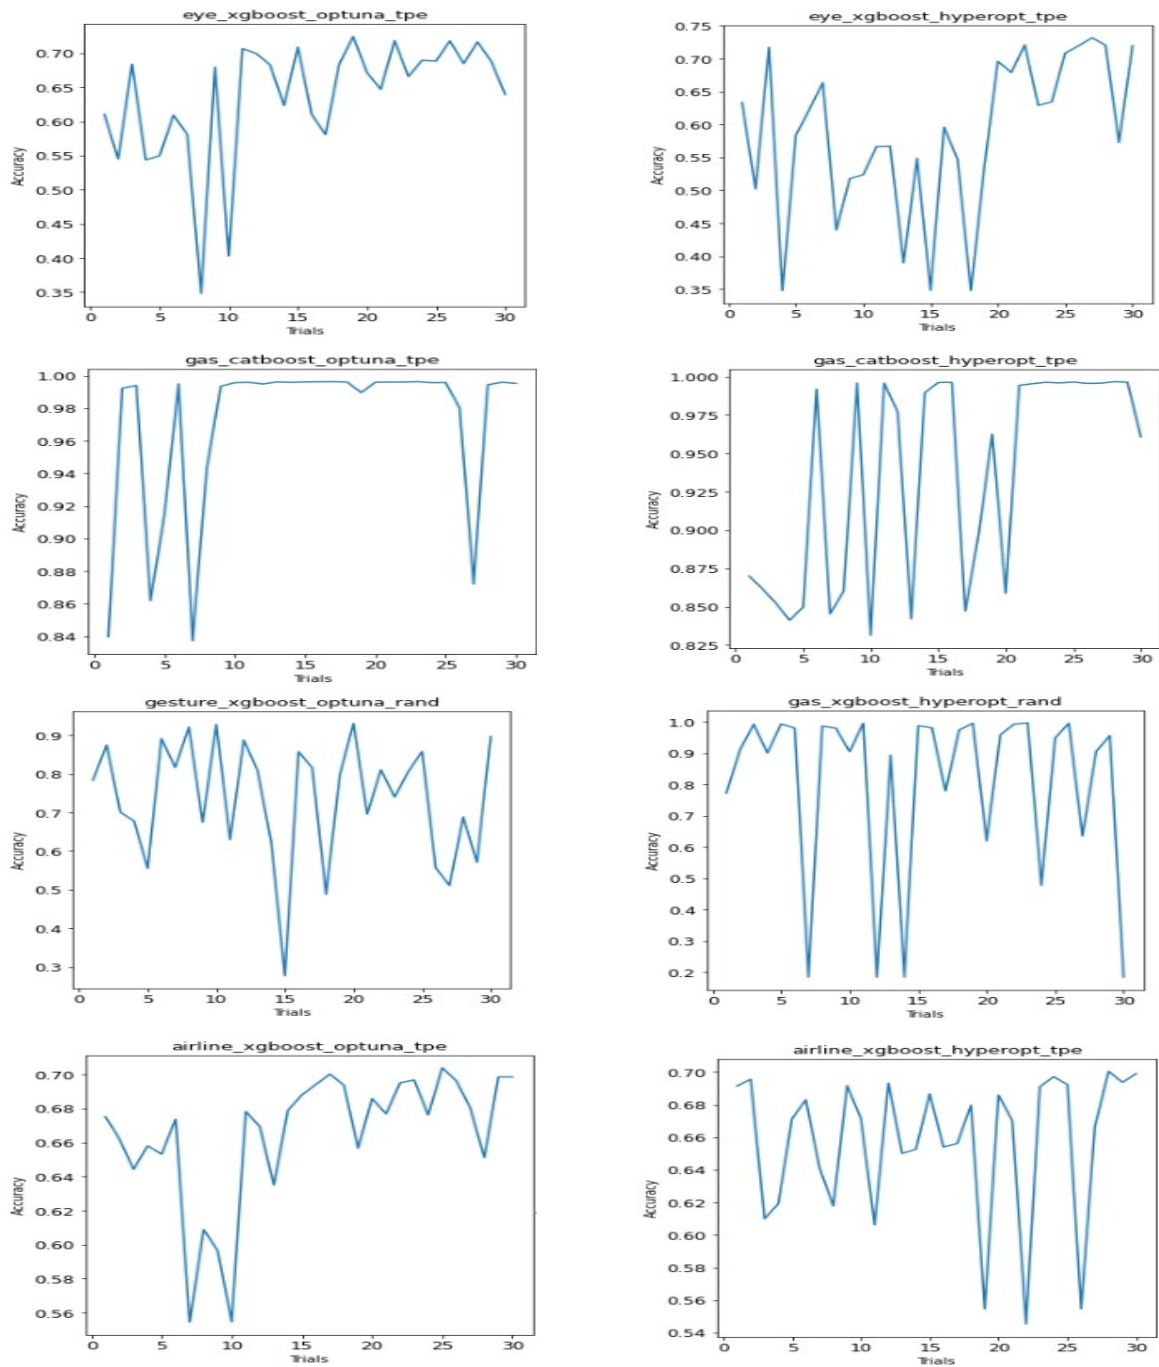 eye_xgboost_optuna_tpe
0.70
0.65
0.60
0.55
0.50
0.45
0.40
0.35
Accuracy
0 5 10 15 20 25 30
Trials
eye_xgboost_hyperopt_tpe
0.75
0.70
0.65
0.60
0.55
0.50
0.45
0.40
0.35
Accuracy
0 5 10 15 20 25 30
Trials
gas_catboost_optuna_tpe
1.00
0.98
0.96
0.94
0.92
0.90
0.88
0.86
0.84
Accuracy
0 5 10 15 20 25 30
Trials
gas_catboost_hyperopt_tpe
1.000
0.975
0.950
0.925
0.900
0.875
0.850
0.825
Accuracy
0 5 10 15 20 25 30
Trials
gesture_xgboost_optuna_rand
0.9
0.8
0.7
0.6
0.5
0.4
0.3
Accuracy
0 5 10 15 20 25 30
Trials
gas_xgboost_hyperopt_rand
1.0
0.9
0.8
0.7
0.6
0.5
0.4
0.3
0.2
Accuracy
0 5 10 15 20 25 30
Trials
airline_xgboost_optuna_tpe
0.70
0.68
0.66
0.64
0.62
0.60
0.58
0.56
Accuracy
0 5 10 15 20 25 30
Trials
airline_xgboost_hyperopt_tpe
0.70
0.68
0.66
0.64
0.62
0.60
0.58
0.56
0.54
Accuracy
0 5 10 15 20 25 30
Trials